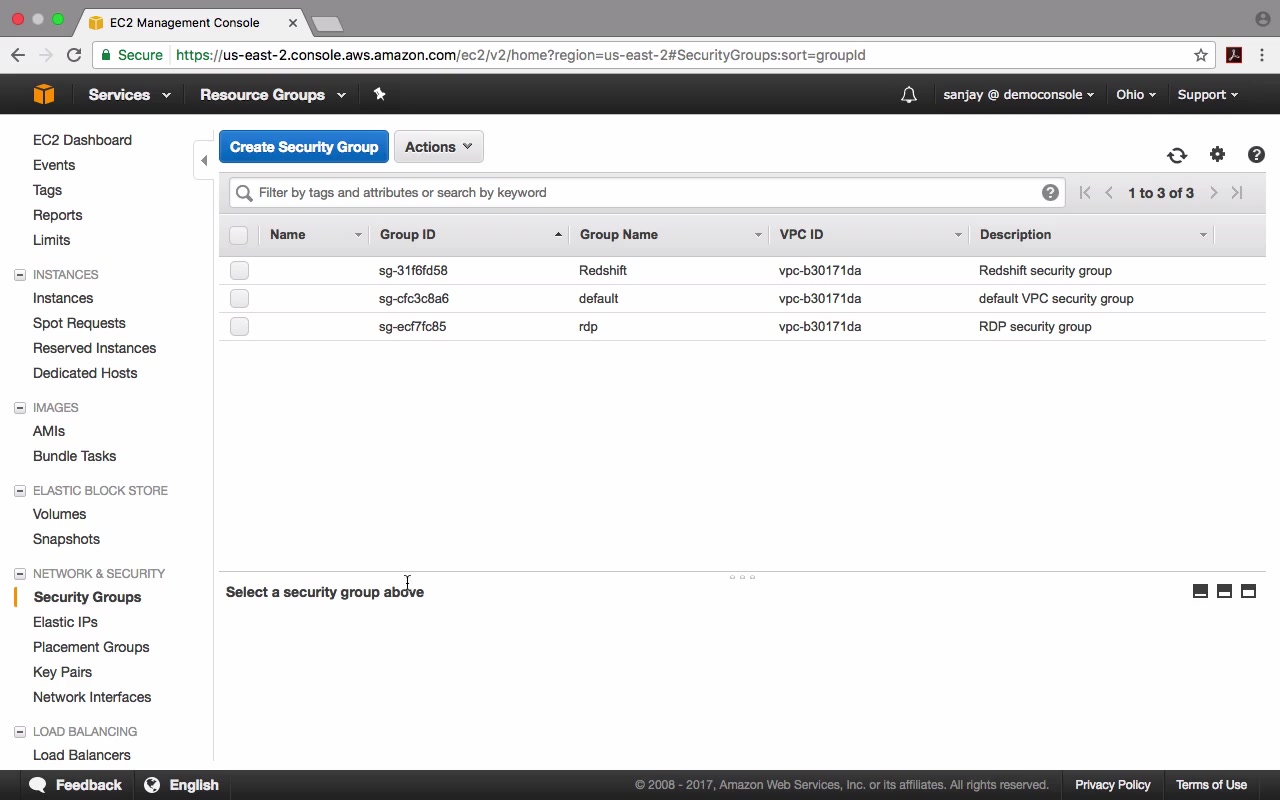 EC2 Management Console
Secure https://us-east-2.console.aws.amazon.com/ec2/v2/home?region=us-east-2#SecurityGroups:sort=groupId
Services Resource Groups sanjay @ democonsole Ohio Support
EC2 Dashboard
Events
Tags
Reports
Limits
INSTANCES
Instances
Spot Requests
Reserved Instances
Dedicated Hosts
IMAGES
AMIs
Bundle Tasks
ELASTIC BLOCK STORE
Volumes
Snapshots
NETWORK & SECURITY
Security Groups
Elastic IPs
Placement Groups
Key Pairs
Network Interfaces
LOAD BALANCING
Load Balancers
Create Security Group Actions
Filter by tags and attributes or search by keyword 1 to 3 of 3
Name Group ID Group Name VPC ID Description
sg-31f6fd58 Redshift vpc-b30171da Redshift security group
sg-cfc3c8a6 default vpc-b30171da default VPC security group
sg-ecf7fc85 rdp vpc-b30171da RDP security group
Select a security group above
Feedback English © 2008 - 2017, Amazon Web Services, Inc. or its affiliates. All rights reserved. Privacy Policy Terms of Use